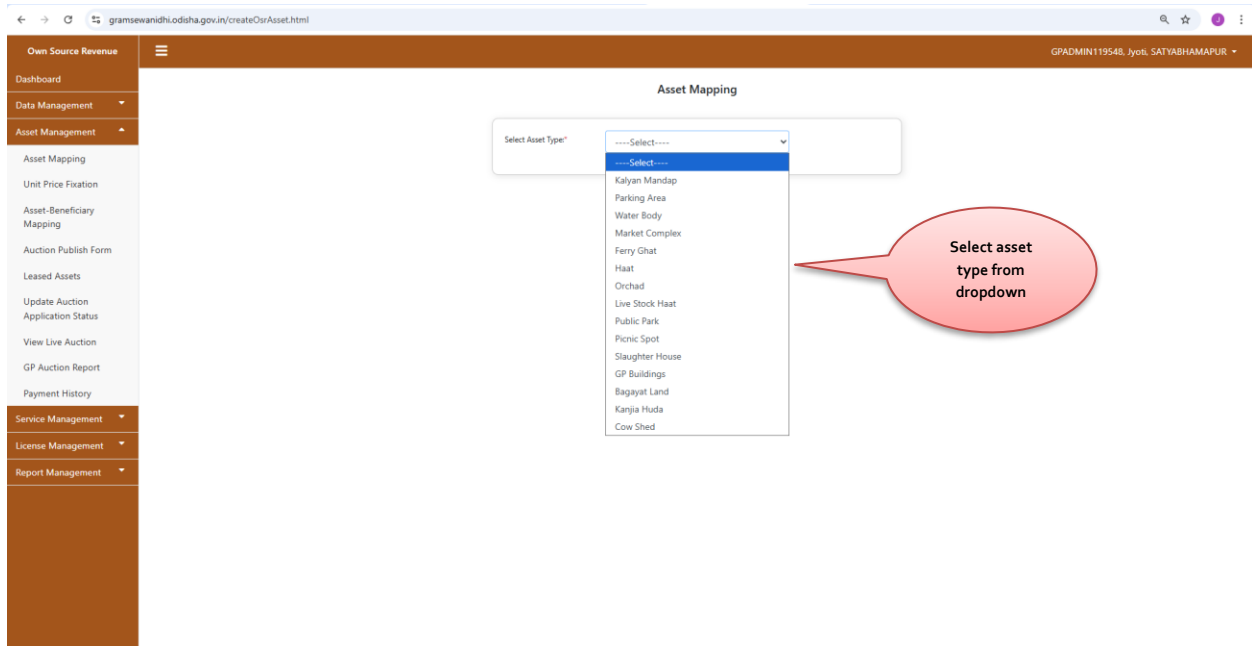 gramsewanidhi.odisha.gov.in/createOsrAsset.html
J
Own Source Revenue
GPADMIN119548, Jyoti, SATYABHAMAPUR
Dashboard
Data Management
Asset Management
Asset Mapping
Unit Price Fixation
Asset-Beneficiary
Mapping
Auction Publish Form
Leased Assets
Update Auction
Application Status
View Live Auction
GP Auction Report
Payment History
Service Management
License Management
Report Management
Asset Mapping
Select Asset Type:*
----Select----
----Select----
Kalyan Mandap
Parking Area
Water Body
Market Complex
Ferry Ghat
Haat
Orchad
Live Stock Haat
Public Park
Picnic Spot
Slaughter House
GP Buildings
Bagayat Land
Kanjia Huda
Cow Shed
Select asset
type from
dropdown